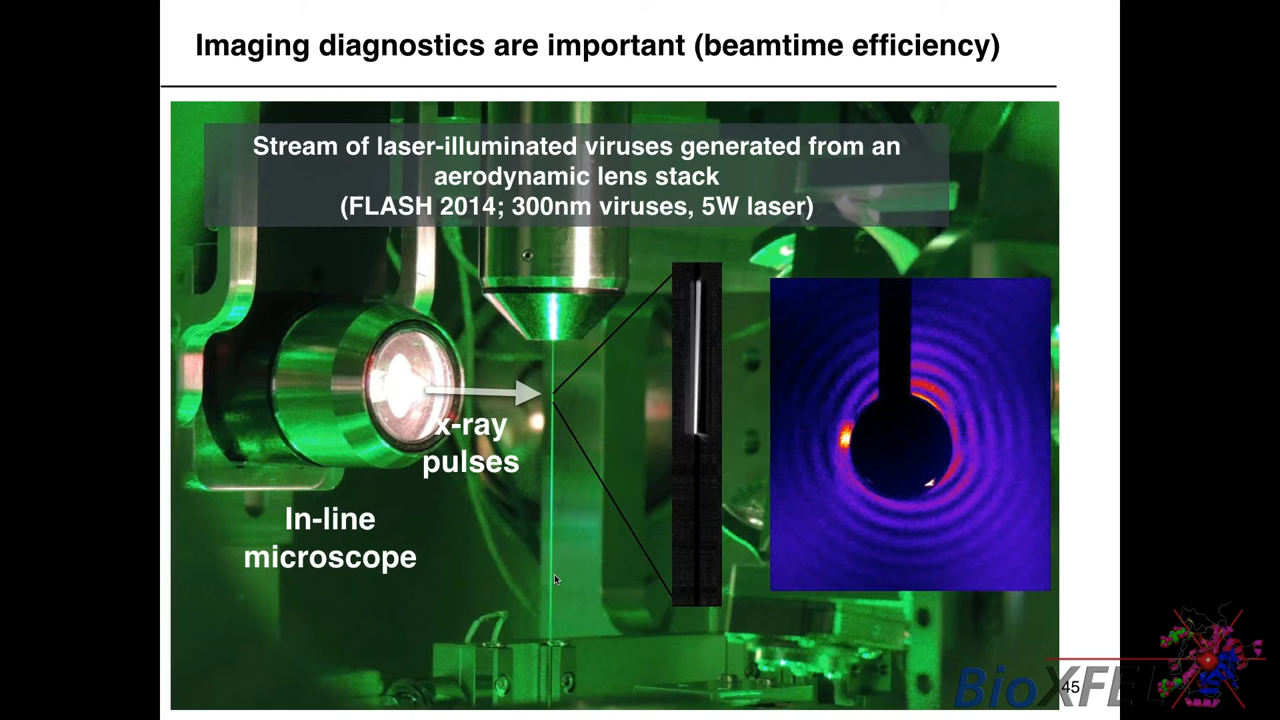 Imaging diagnostics are important (beamtime efficiency)
Stream of laser-illuminated viruses generated from an
aerodynamic lens stack
(FLASH 2014; 300nm viruses, 5W laser)
x-ray
pulses
In-line
microscope
BioXFEL
45